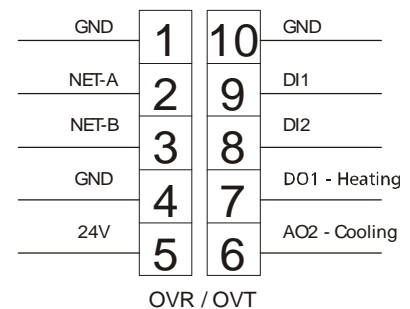 GND 1 10 GND
NET-A 2 9 DI1
NET-B 3 8 DI2
GND 4 7 DO1 - Heating
24V 5 6 AO2 - Cooling
OVR / OVT